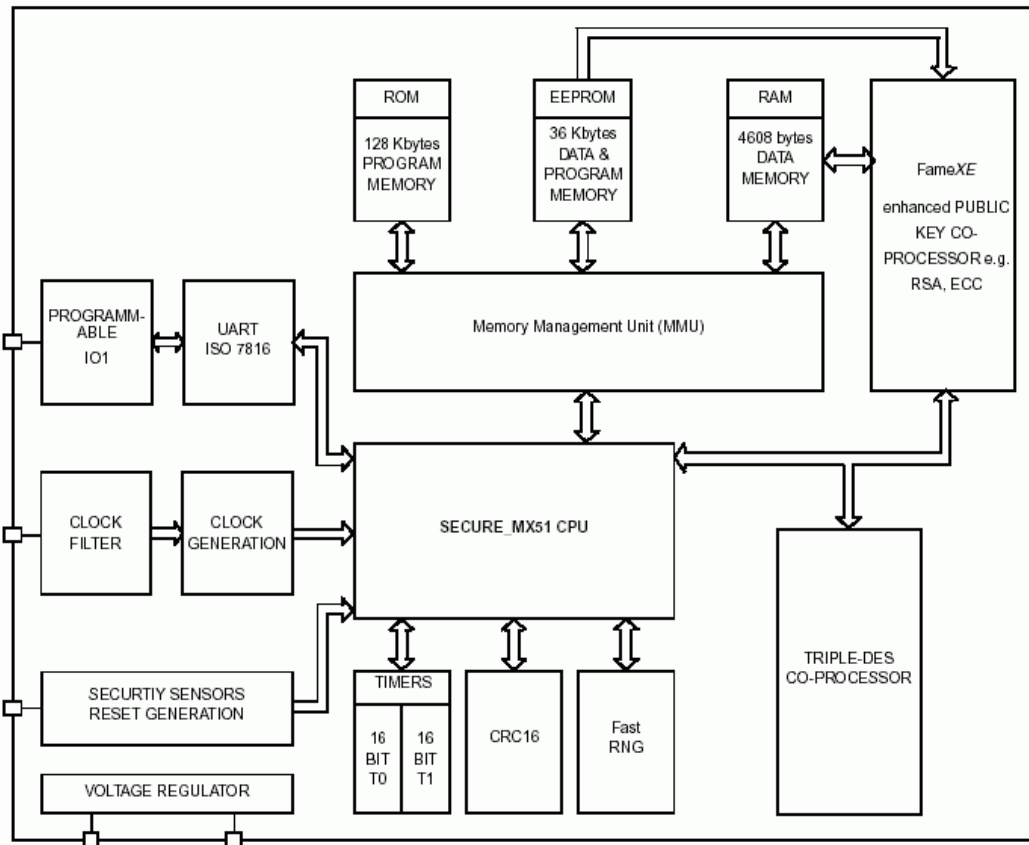 ROM
128 Kbytes
PROGRAM
MEMORY
EEPROM
36 Kbytes
DATA &
PROGRAM
MEMORY
RAM
4608 bytes
DATA
MEMORY
FameXE
enhanced PUBLIC
KEY CO-
PROCESSOR e.g.
RSA, ECC
PROGRAMM-
ABLE
IO1
UART
ISO 7816
Memory Management Unit (MMU)
CLOCK
FILTER
CLOCK
GENERATION
SECURE_MX51 CPU
SECURTIY SENSORS
RESET GENERATION
TIMERS
16
BIT
T0
16
BIT
T1
CRC16
Fast
RNG
TRIPLE-DES
CO-PROCESSOR
VOLTAGE REGULATOR